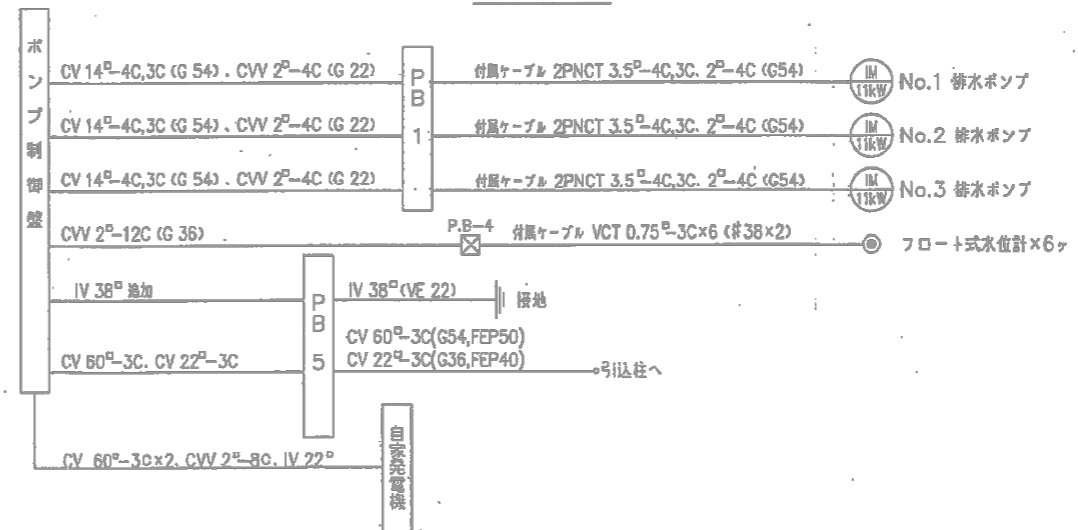 ポンプ制御盤
CV 14□-4C,3C (G 54)、CVV 2□-4C (G 22)
PB1
付属ケーブル 2PNCT 3.5□-4C,3C、2□-4C (G54)
IM
11kW
No.1 排水ポンプ
CV 14□-4C,3C (G 54)、CVV 2□-4C (G 22)
付属ケーブル 2PNCT 3.5□-4C,3C、2□-4C (G54)
IM
11kW
No.2 排水ポンプ
CV 14□-4C,3C (G 54)、CVV 2□-4C (G 22)
付属ケーブル 2PNCT 3.5□-4C,3C、2□-4C (G54)
IM
11kW
No.3 排水ポンプ
CVV 2□-12C (G 36)
P.B-4
付属ケーブル VCT 0.75□-3C×6 (#38×2)
フロート式水位計×6ヶ
IV 38□ 追加
PB5
IV 38□ (VE 22)
接地
CV 60□-3C(G54,FEP50)
CV 60□-3C、CV 22□-3C
CV 22□-3C(G36,FEP40)
引込柱へ
CV 60□-3C×2、CVV 2□-8C、IV 22□
自家発電機